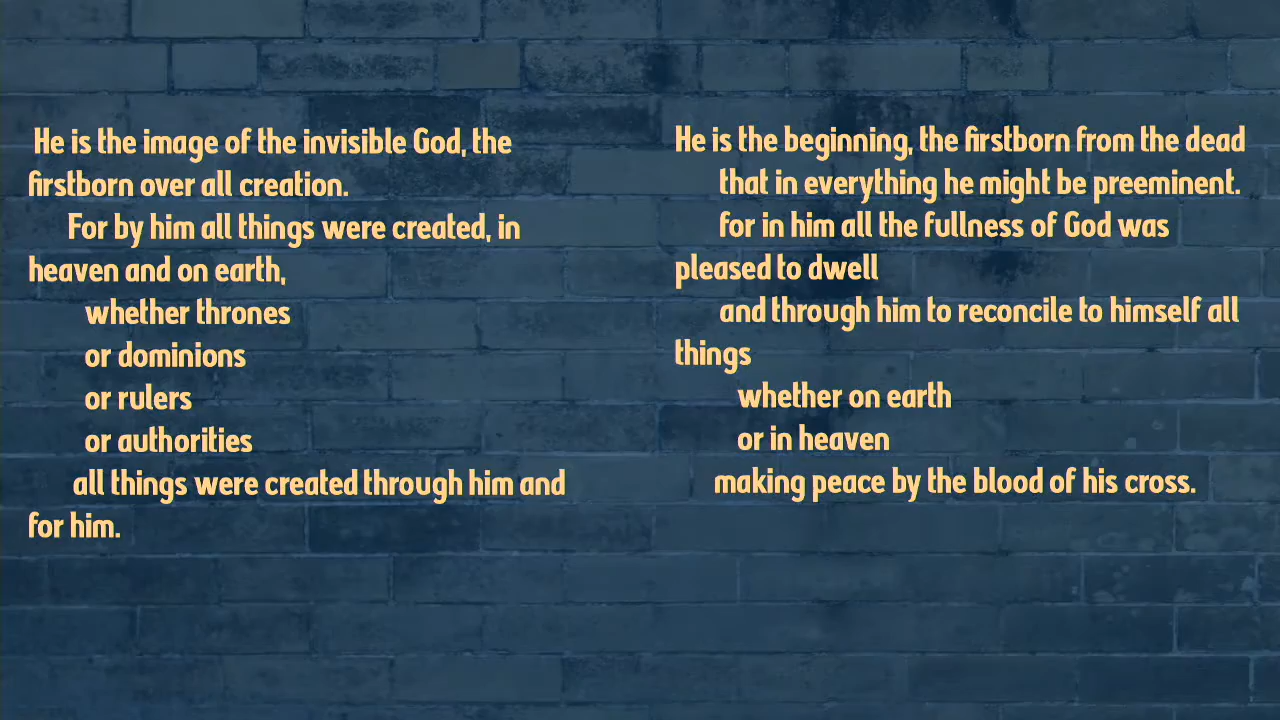 He is the image of the invisible God, the
firstborn over all creation.
For by him all things were created, in
heaven and on earth,
whether thrones
or dominions
or rulers
or authorities
all things were created through him and
for him.
He is the beginning, the firstborn from the dead
that in everything he might be preeminent.
for in him all the fullness of God was
pleased to dwell
and through him to reconcile to himself all
things
whether on earth
or in heaven
making peace by the blood of his cross.